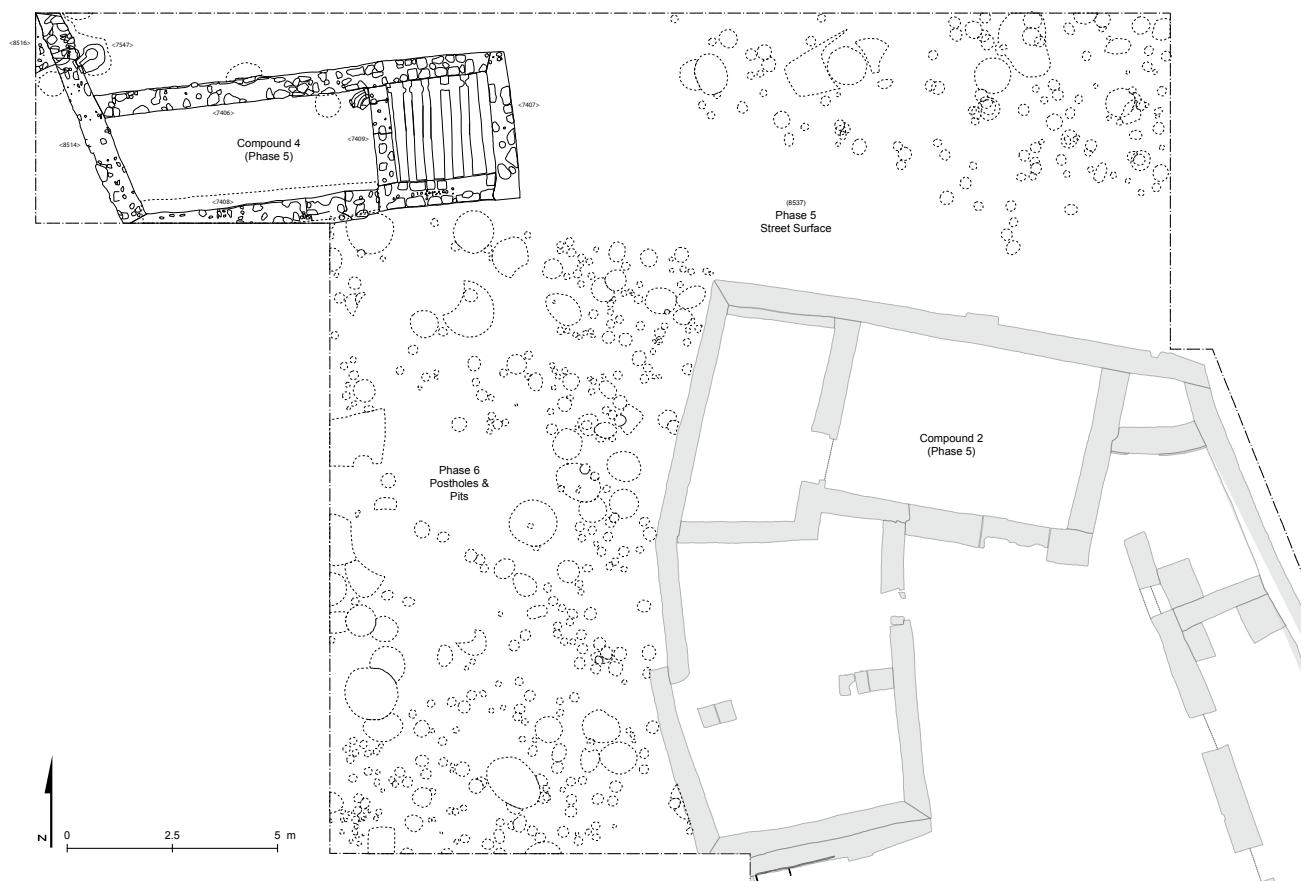 <8516>
<7547>
<7407>
<7406>
<7409>
<8514>
Compound 4
(Phase 5)
<7408>
(8537)
Phase 5
Street Surface
Compound 2
(Phase 5)
Phase 6
Postholes &
Pits
N
0 2.5 5 m